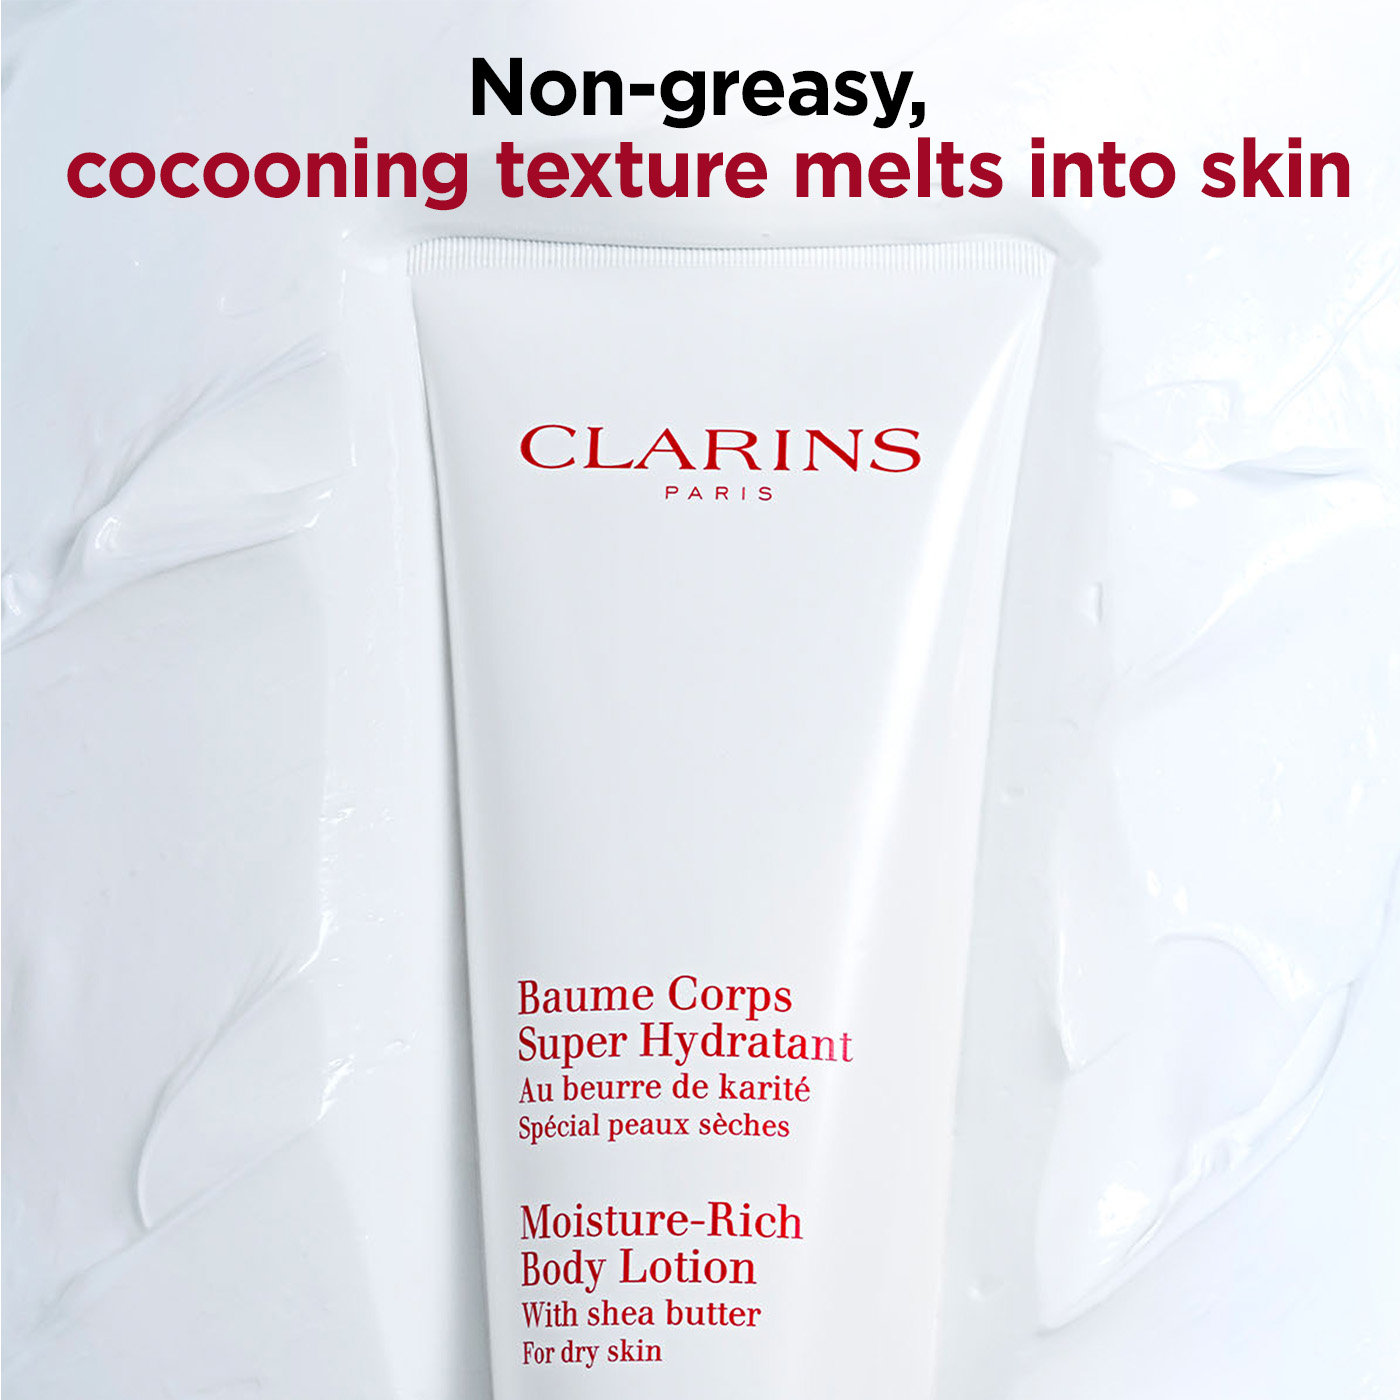 Non-greasy,
cocooning texture melts into skin
CLARINS
PARIS
Baume Corps
Super Hydratant
Au beurre de karité
Spécial peaux sèches
Moisture-Rich
Body Lotion
With shea butter
For dry skin